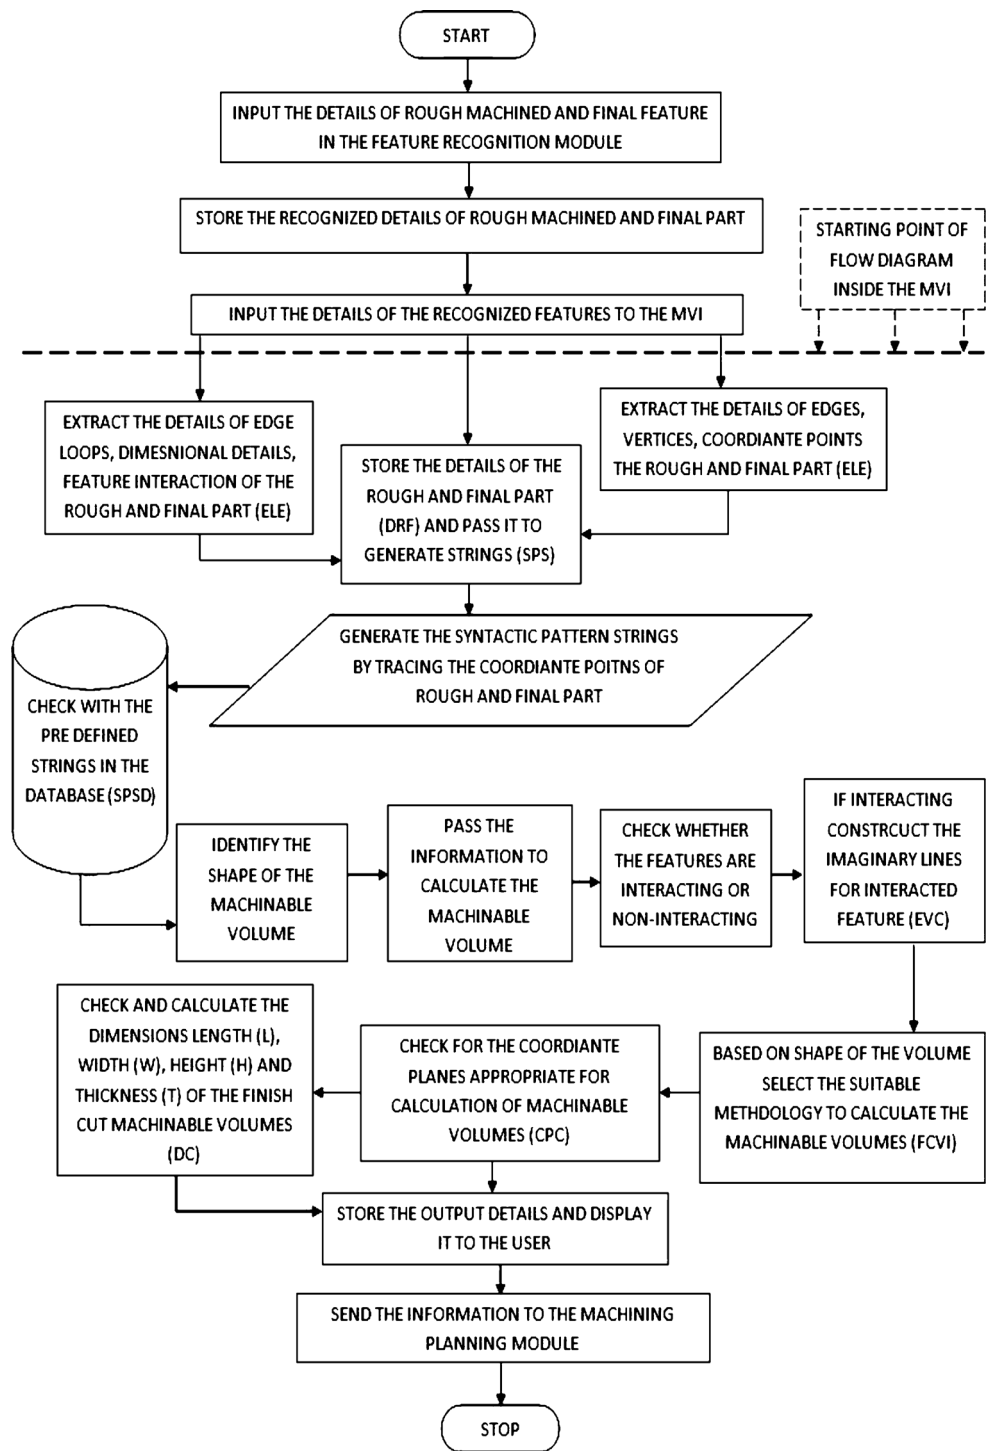 START
INPUT THE DETAILS OF ROUGH MACHINED AND FINAL FEATURE
IN THE FEATURE RECOGNITION MODULE
STORE THE RECOGNIZED DETAILS OF ROUGH MACHINED AND FINAL PART
STARTING POINT OF
FLOW DIAGRAM
INSIDE THE MVI
INPUT THE DETAILS OF THE RECOGNIZED FEATURES TO THE MVI
EXTRACT THE DETAILS OF EDGE
LOOPS, DIMESNIONAL DETAILS,
FEATURE INTERACTION OF THE
ROUGH AND FINAL PART (ELE)
STORE THE DETAILS OF THE
ROUGH AND FINAL PART
(DRF) AND PASS IT TO
GENERATE STRINGS (SPS)
EXTRACT THE DETAILS OF EDGES,
VERTICES, COORDIANTE POINTS
THE ROUGH AND FINAL PART (ELE)
GENERATE THE SYNTACTIC PATTERN STRINGS
BY TRACING THE COORDIANTE POITNS OF
ROUGH AND FINAL PART
CHECK WITH THE
PRE DEFINED
STRINGS IN THE
DATABASE (SPSD)
IDENTIFY THE
SHAPE OF THE
MACHINABLE
VOLUME
PASS THE
INFORMATION TO
CALCULATE THE
MACHINABLE
VOLUME
CHECK WHETHER
THE FEATURES ARE
INTERACTING OR
NON-INTERACTING
IF INTERACTING
CONSTRCUCT THE
IMAGINARY LINES
FOR INTERACTED
FEATURE (EVC)
BASED ON SHAPE OF THE VOLUME
SELECT THE SUITABLE
METHDOLOGY TO CALCULATE THE
MACHINABLE VOLUMES (FCVI)
CHECK FOR THE COORDIANTE
PLANES APPROPRIATE FOR
CALCULATION OF MACHINABLE
VOLUMES (CPC)
CHECK AND CALCULATE THE
DIMENSIONS LENGTH (L),
WIDTH (W), HEIGHT (H) AND
THICKNESS (T) OF THE FINISH
CUT MACHINABLE VOLUMES
(DC)
STORE THE OUTPUT DETAILS AND DISPLAY
IT TO THE USER
SEND THE INFORMATION TO THE MACHINING
PLANNING MODULE
STOP